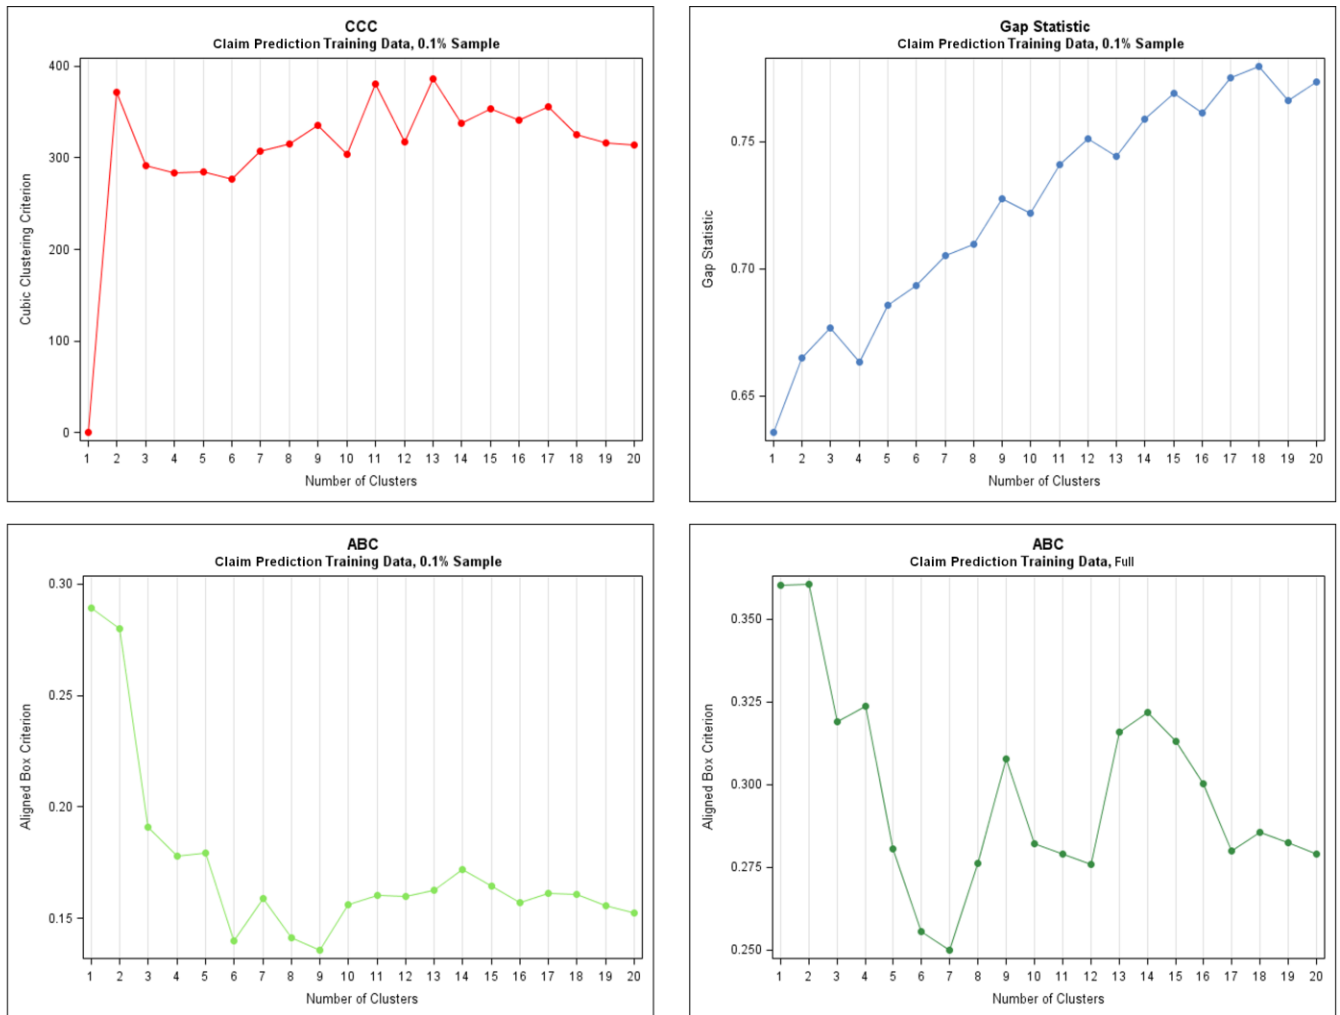 CCC
Claim Prediction Training Data, 0.1% Sample
400
300
200
100
0
Cubic Clustering Criterion
1 2 3 4 5 6 7 8 9 10 11 12 13 14 15 16 17 18 19 20
Number of Clusters
Gap Statistic
Claim Prediction Training Data, 0.1% Sample
0.75
0.70
0.65
Gap Statistic
1 2 3 4 5 6 7 8 9 10 11 12 13 14 15 16 17 18 19 20
Number of Clusters
ABC
Claim Prediction Training Data, 0.1% Sample
0.30
0.25
0.20
0.15
Aligned Box Criterion
1 2 3 4 5 6 7 8 9 10 11 12 13 14 15 16 17 18 19 20
Number of Clusters
ABC
Claim Prediction Training Data, Full
0.350
0.325
0.300
0.275
0.250
Aligned Box Criterion
1 2 3 4 5 6 7 8 9 10 11 12 13 14 15 16 17 18 19 20
Number of Clusters